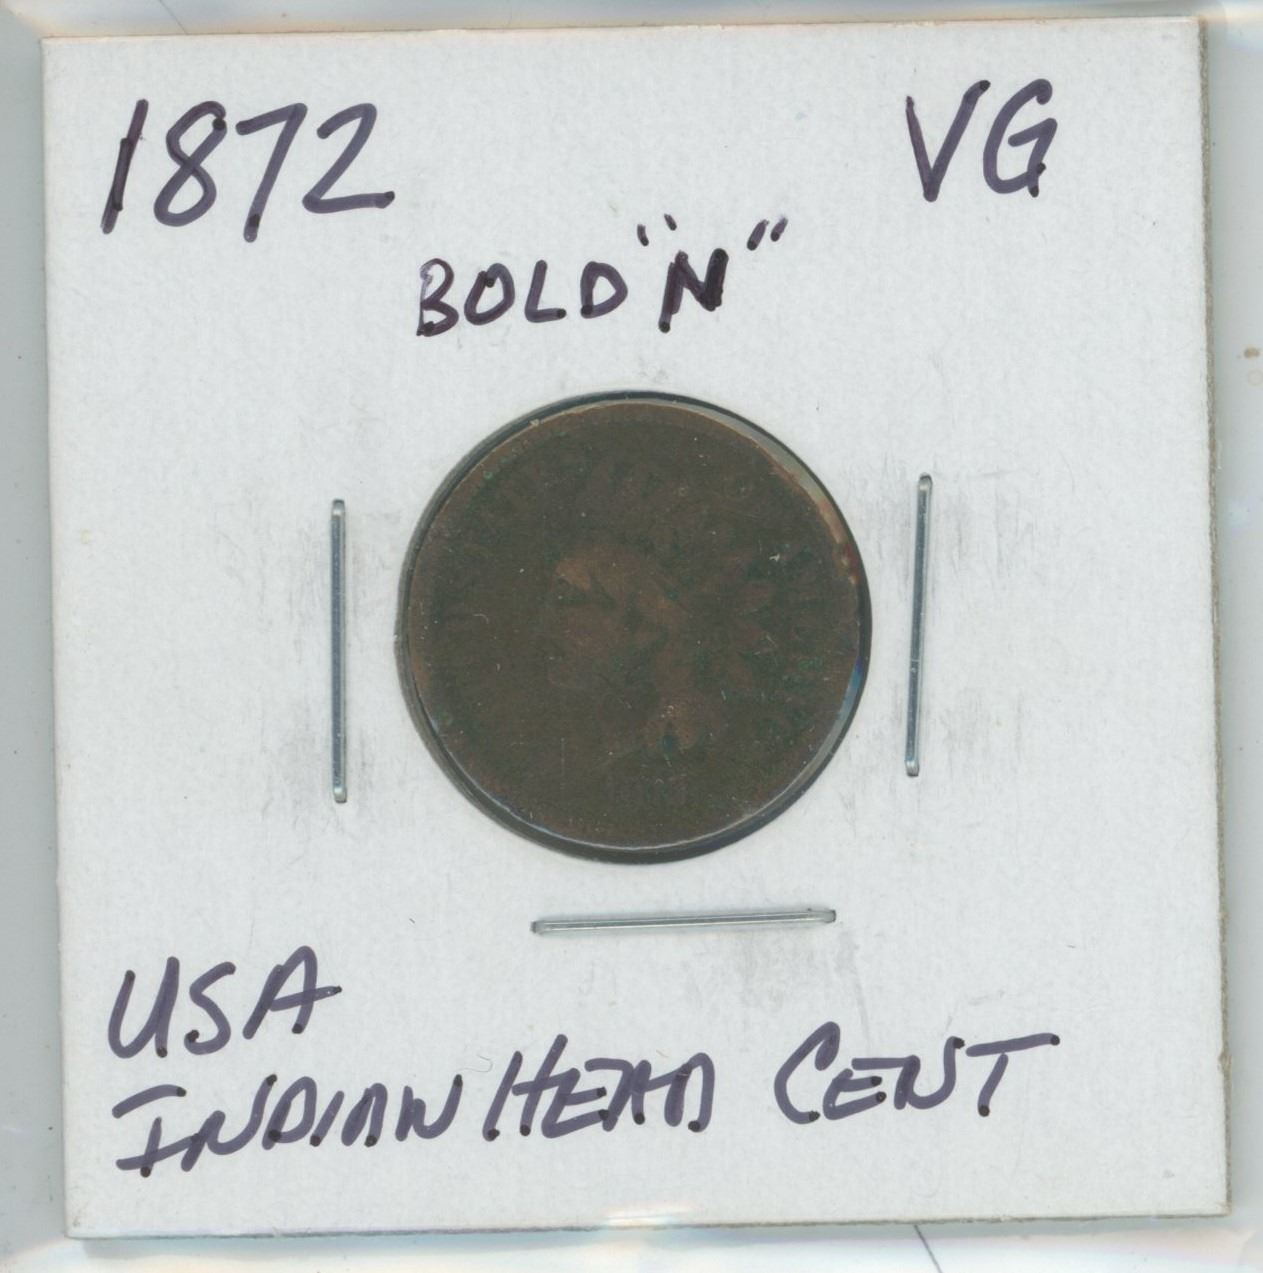 1872 VG
BOLD "N"
USA
INDIAN HEAD CENT